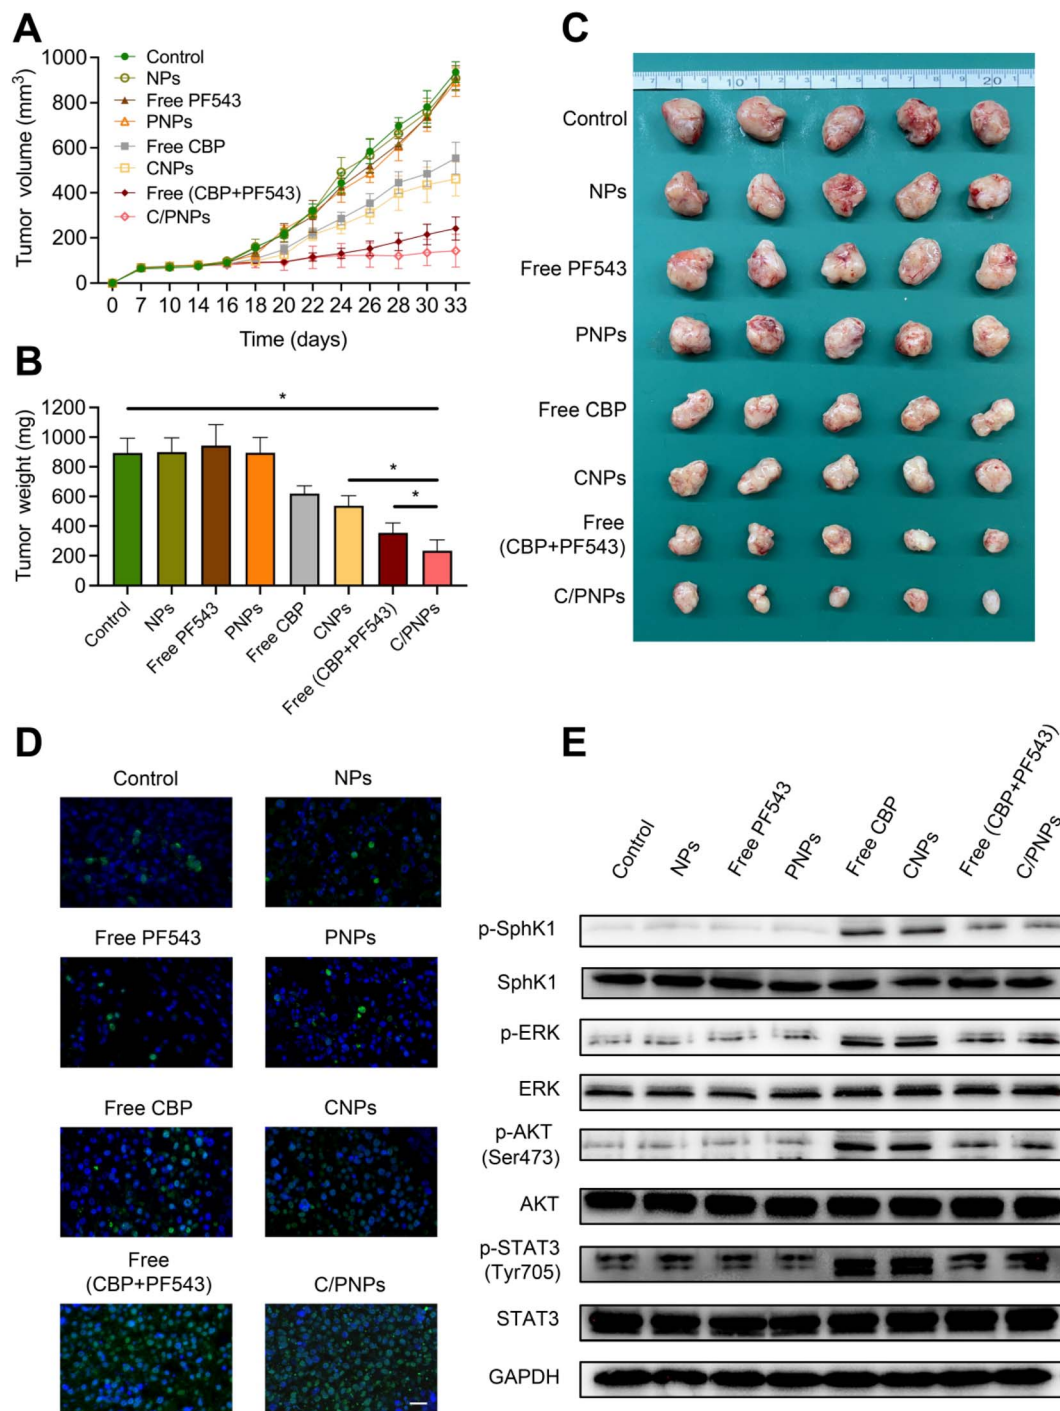 A
Tumor volume (mm³)
1000
800
600
400
200
0
Control
NPs
Free PF543
PNPs
Free CBP
CNPs
Free (CBP+PF543)
C/PNPs
0 7 10 14 16 18 20 22 24 26 28 30 33
Time (days)
B
Tumor weight (mg)
1200
1000
800
600
400
200
0
*
*
*
Control
NPs
Free PF543
PNPs
Free CBP
CNPs
Free (CBP+PF543)
C/PNPs
C
Control
NPs
Free PF543
PNPs
Free CBP
CNPs
Free
(CBP+PF543)
C/PNPs
D
Control
NPs
Free PF543
PNPs
Free CBP
CNPs
Free
(CBP+PF543)
C/PNPs
E
Control
NPs
Free PF543
PNPs
Free CBP
CNPs
Free (CBP+PF543)
C/PNPs
p-SphK1
SphK1
p-ERK
ERK
p-AKT
(Ser473)
AKT
p-STAT3
(Tyr705)
STAT3
GAPDH